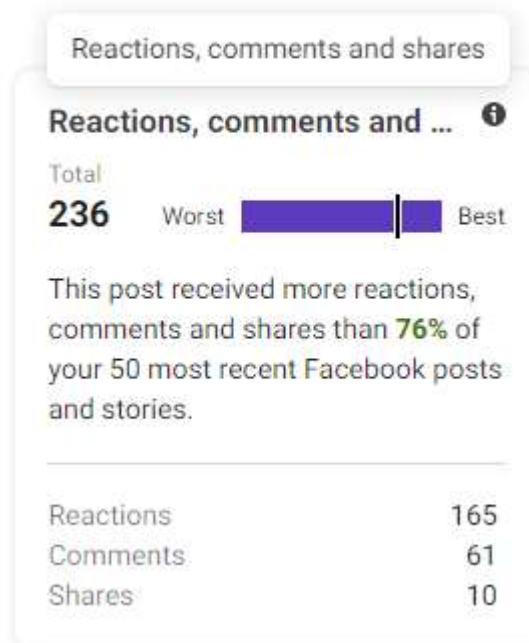 Reactions, comments and shares
Reactions, comments and ...
Total
236 Worst Best
This post received more reactions,
comments and shares than 76% of
your 50 most recent Facebook posts
and stories.
Reactions 165
Comments 61
Shares 10